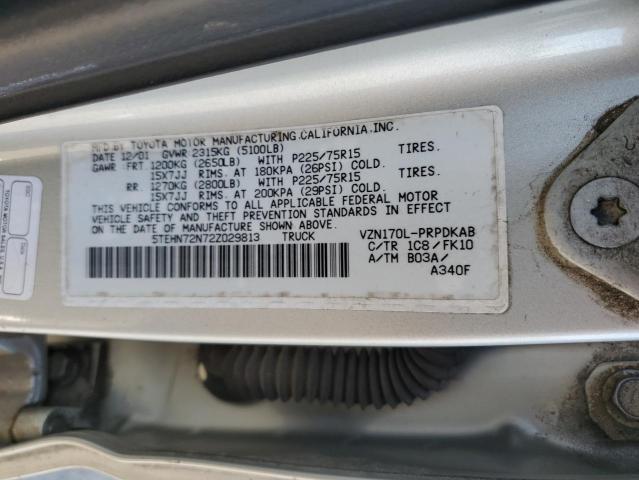 MFD.BY TOYOTA MOTOR MANUFACTURING,CALIFORNIA,INC.
DATE 12/01 GVWR 2315KG (5100LB)
GAWR FRT 1200KG (2650LB) WITH P225/75R15 TIRES.
15X7JJ RIMS. AT 180KPA (26PSI) COLD.
RR 1270KG (2800LB) WITH P225/75R15 TIRES.
15X7JJ RIMS. AT 200KPA (29PSI) COLD.
THIS VEHICLE CONFORMS TO ALL APPLICABLE FEDERAL MOTOR
VEHICLE SAFETY AND THEFT PREVENTION STANDARDS IN EFFECT
ON THE DATE OF MANUFACTURE SHOWN ABOVE.
5TEHN72N72Z029813 TRUCK
VZN170L-PRPDKAB
C/TR 1C8/FK10
A/TM B03A/
A340F